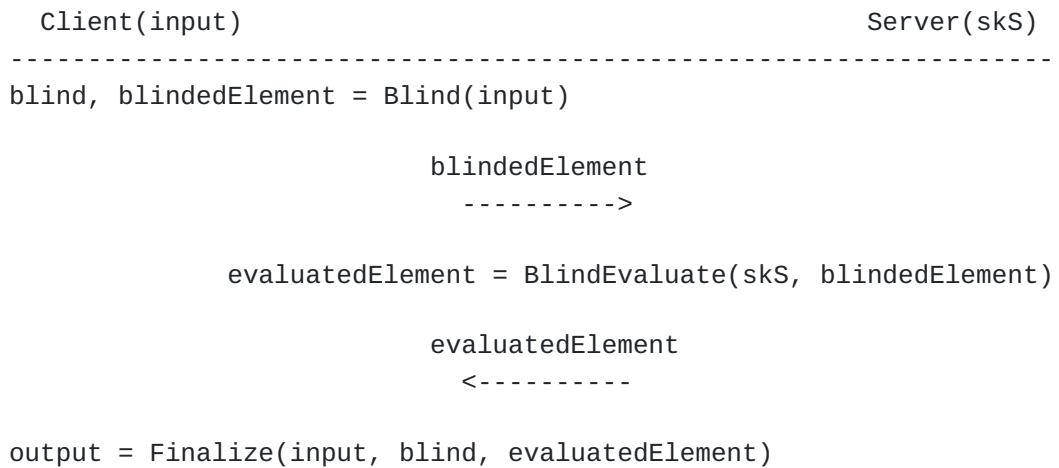 Client(input) Server(skS)
-------------------------------------------------------------------
blind, blindedElement = Blind(input)
blindedElement
---------->
evaluatedElement = BlindEvaluate(skS, blindedElement)
evaluatedElement
<----------
output = Finalize(input, blind, evaluatedElement)